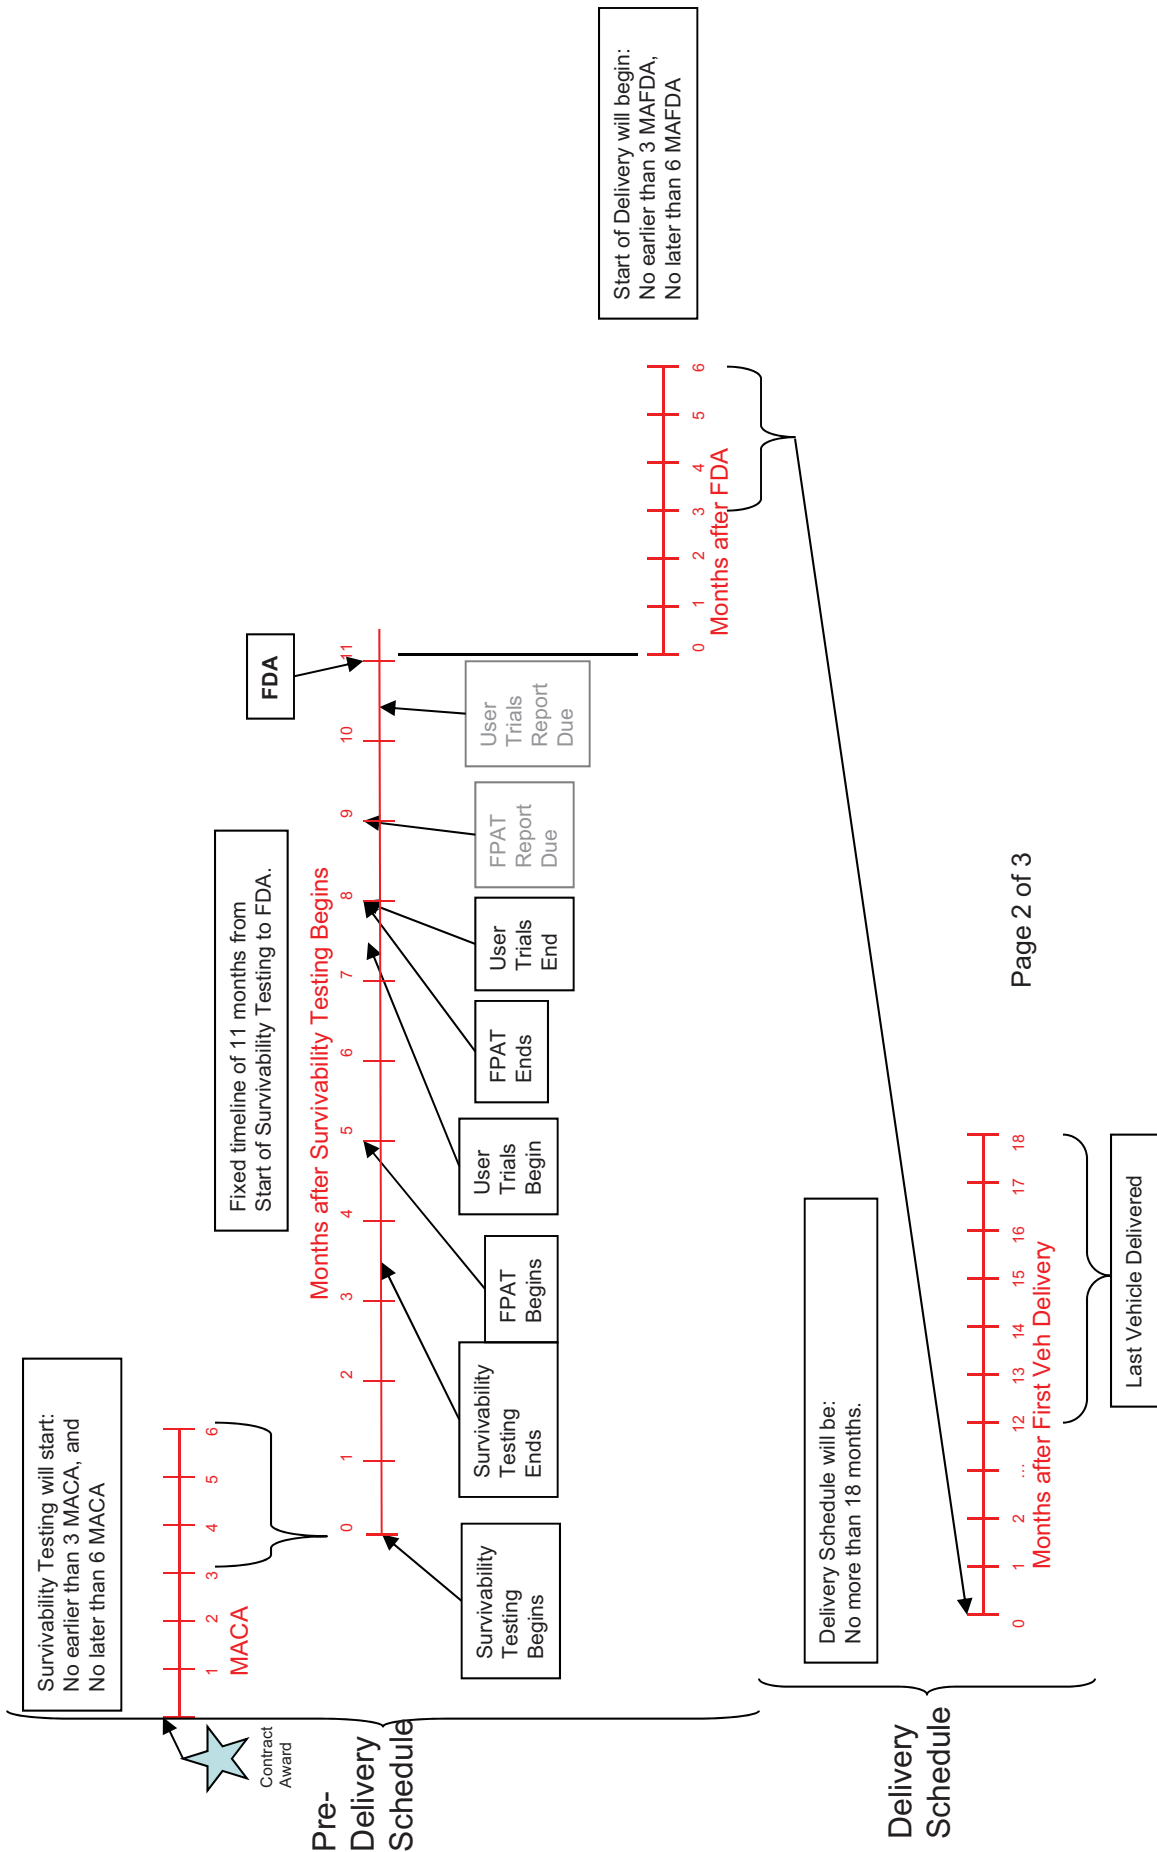 Survivability Testing will start:
No earlier than 3 MACA, and
No later than 6 MACA
1 2 3 4 5 6
MACA
Contract
Award
Pre-
Delivery
Schedule
Fixed timeline of 11 months from
Start of Survivability Testing to FDA.
FDA
Months after Survivability Testing Begins
0 1 2 3 4 5 6 7 8 9 10 11
Survivability
Testing
Begins
Survivability
Testing
Ends
FPAT
Begins
User
Trials
Begin
FPAT
Ends
User
Trials
End
FPAT
Report
Due
User
Trials
Report
Due
Start of Delivery will begin:
No earlier than 3 MAFDA,
No later than 6 MAFDA
0 1 2 3 4 5 6
Months after FDA
Delivery
Schedule
Delivery Schedule will be:
No more than 18 months.
0 1 2 ... 12 13 14 15 16 17 18
Months after First Veh Delivery
Last Vehicle Delivered
Page 2 of 3